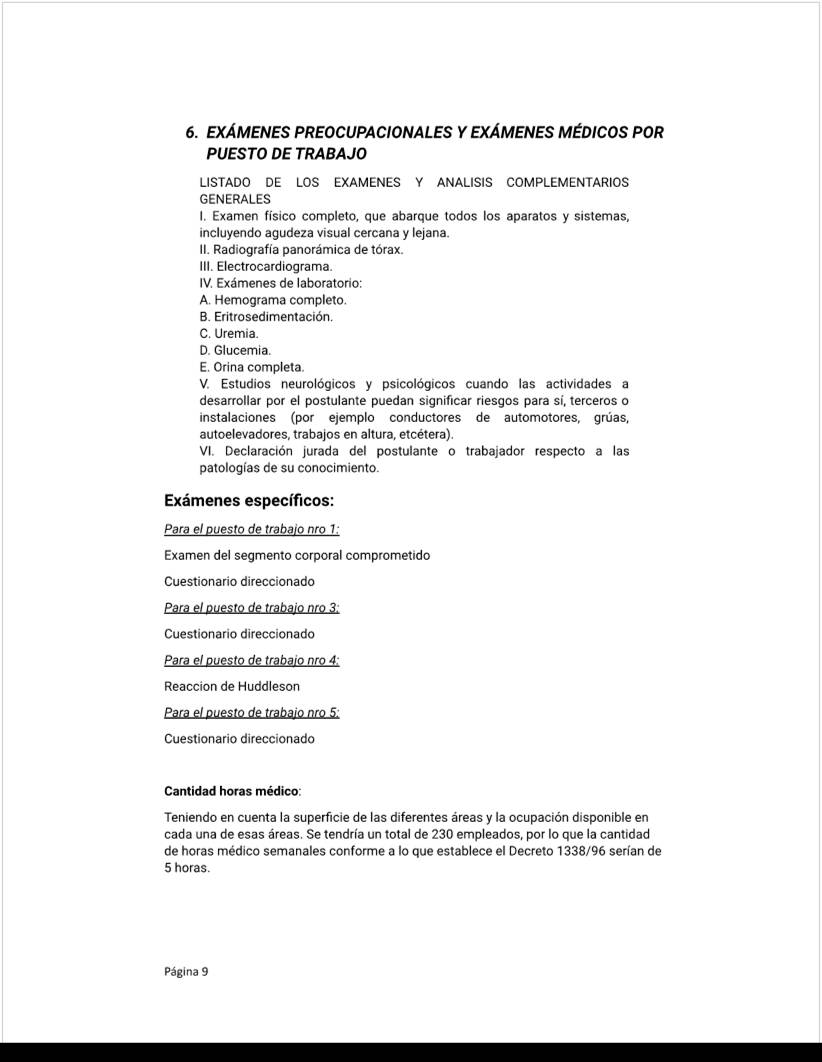 6. EXÁMENES PREOCUPACIONALES Y EXÁMENES MÉDICOS POR
PUESTO DE TRABAJO
LISTADO DE LOS EXAMENES Y ANALISIS COMPLEMENTARIOS
GENERALES
I. Examen físico completo, que abarque todos los aparatos y sistemas,
incluyendo agudeza visual cercana y lejana.
II. Radiografía panorámica de tórax.
III. Electrocardiograma.
IV. Exámenes de laboratorio:
A. Hemograma completo.
B. Eritrosedimentación.
C. Uremia.
D. Glucemia.
E. Orina completa.
V. Estudios neurológicos y psicológicos cuando las actividades a
desarrollar por el postulante puedan significar riesgos para sí, terceros o
instalaciones (por ejemplo conductores de automotores, grúas,
autoelevadores, trabajos en altura, etcétera).
VI. Declaración jurada del postulante o trabajador respecto a las
patologías de su conocimiento.
Exámenes específicos:
Para el puesto de trabajo nro 1:
Examen del segmento corporal comprometido
Cuestionario direccionado
Para el puesto de trabajo nro 3:
Cuestionario direccionado
Para el puesto de trabajo nro 4:
Reaccion de Huddleson
Para el puesto de trabajo nro 5:
Cuestionario direccionado
Cantidad horas médico:
Teniendo en cuenta la superficie de las diferentes áreas y la ocupación disponible en
cada una de esas áreas. Se tendría un total de 230 empleados, por lo que la cantidad
de horas médico semanales conforme a lo que establece el Decreto 1338/96 serían de
5 horas.
Página 9